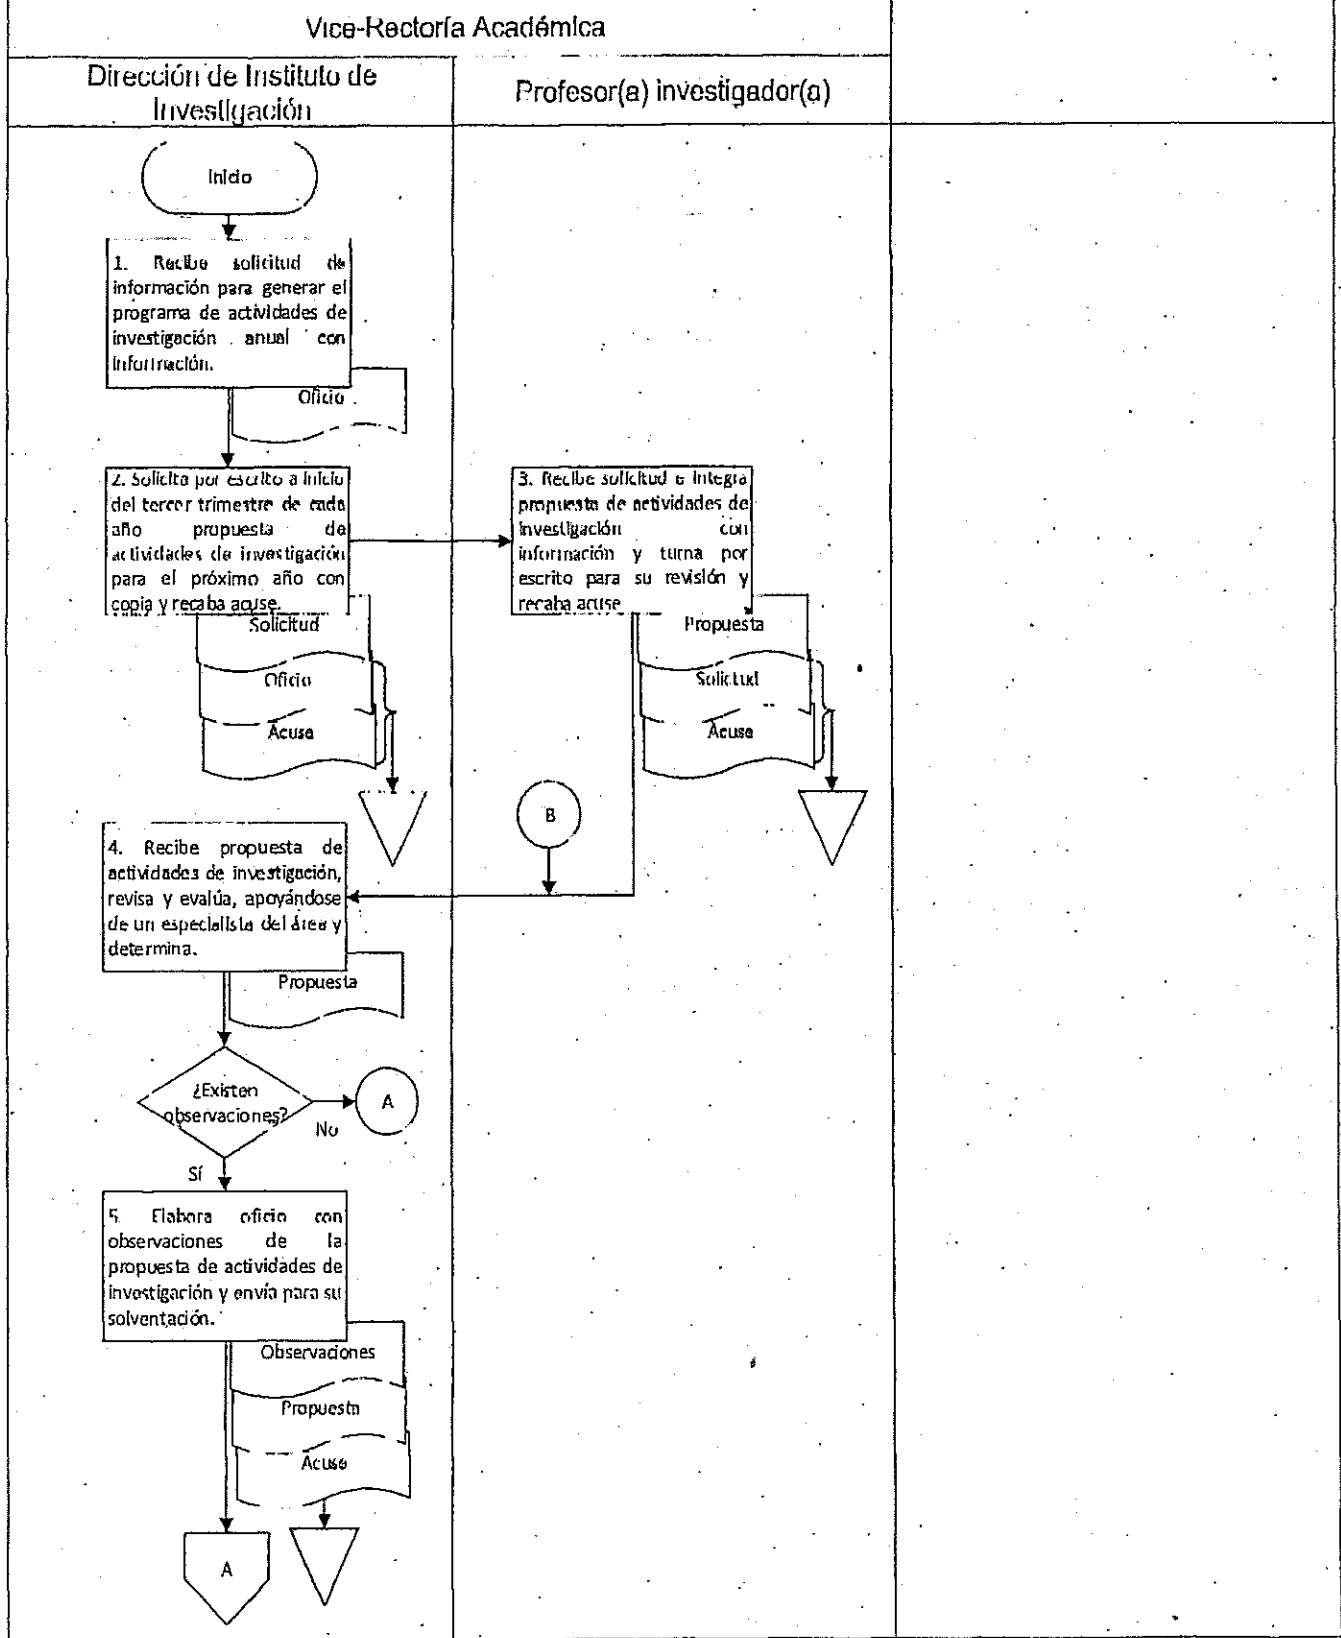 Vice-Rectoría Académica
Dirección de Instituto de
Investigación
Profesor(a) investigador(a)
Inicio
1. Recibe solicitud de
información para generar el
programa de actividades de
investigación anual con
información.
Oficio
2. Solicita por escrito a inicio
del tercer trimestre de cada
año propuesta de
actividades de investigación
para el próximo año con
copia y recaba acuse.
Solicitud
Oficio
Acuse
3. Recibe solicitud e integra
propuesta de actividades de
investigación con
información y turna por
escrito para su revisión y
recaba acuse
Propuesta
Solicitud
Acuse
B
4. Recibe propuesta de
actividades de investigación,
revisa y evalúa, apoyándose
de un especialista del área y
determina.
Propuesta
¿Existen
observaciones?
No
A
Sí
5. Elabora oficio con
observaciones de la
propuesta de actividades de
investigación y envía para su
solventación.
Observaciones
Propuesta
Acuse
A